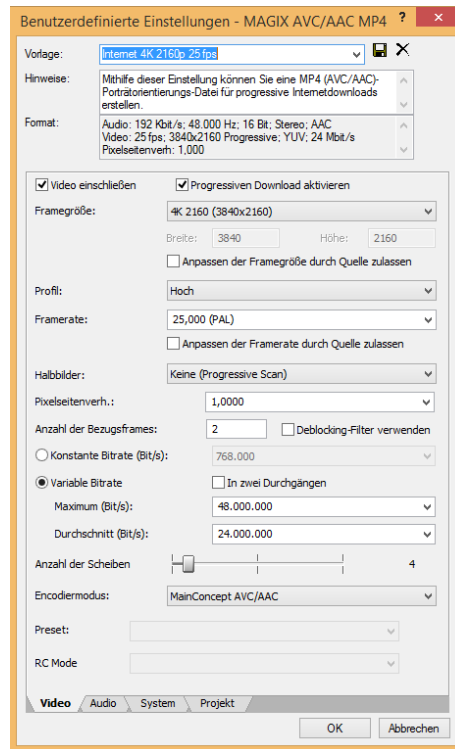 Benutzerdefinierte Einstellungen - MAGIX AVC/AAC MP4 ? X
Vorlage: Internet 4K 2160p 25 fps
Hinweise: Mithilfe dieser Einstellung können Sie eine MP4 (AVC/AAC)-
Porträtorientierungs-Datei für progressive Internetdownloads
erstellen.
Format: Audio: 192 Kbit/s; 48.000 Hz; 16 Bit; Stereo; AAC
Video: 25 fps; 3840x2160 Progressive; YUV; 24 Mbit/s
Pixelseitenverh: 1,000
Video einschließen Progressiven Download aktivieren
Framegröße: 4K 2160 (3840x2160)
Breite: 3840 Höhe: 2160
Anpassen der Framegröße durch Quelle zulassen
Profil: Hoch
Framerate: 25,000 (PAL)
Anpassen der Framerate durch Quelle zulassen
Halbbilder: Keine (Progressive Scan)
Pixelseitenverh.: 1,0000
Anzahl der Bezugsframes: 2 Deblocking-Filter verwenden
Konstante Bitrate (Bit/s): 768.000
Variable Bitrate In zwei Durchgängen
Maximum (Bit/s): 48.000.000
Durchschnitt (Bit/s): 24.000.000
Anzahl der Scheiben 4
Encodiermodus: MainConcept AVC/AAC
Preset:
RC Mode
Video Audio System Projekt
OK Abbrechen